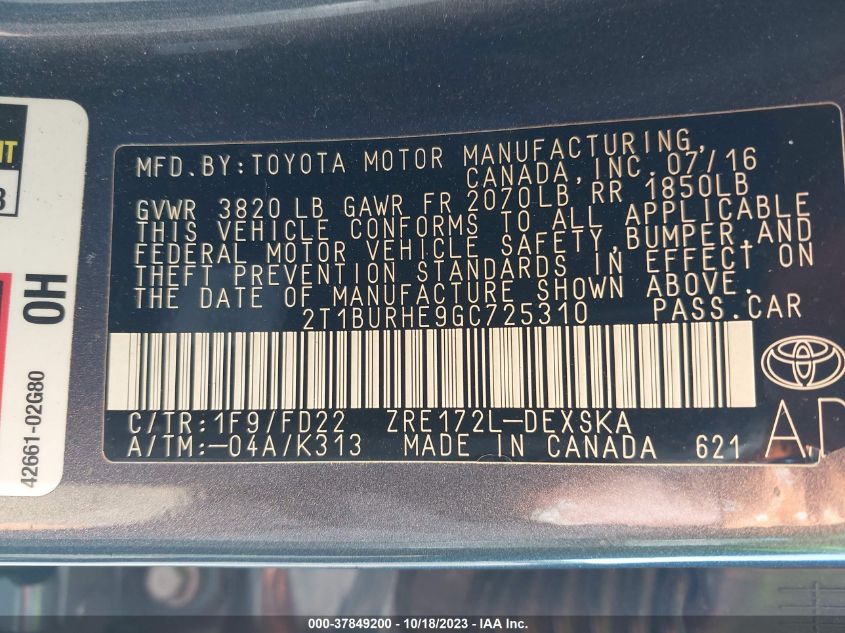 MFD.BY:TOYOTA MOTOR MANUFACTURING,
CANADA,INC.07/16
GVWR 3820 LB GAWR FR 2070LB RR 1850LB
THIS VEHICLE CONFORMS TO ALL APPLICABLE
FEDERAL MOTOR VEHICLE SAFETY,BUMPER,AND
THEFT PREVENTION STANDARDS IN EFFECT ON
THE DATE OF MANUFACTURE SHOWN ABOVE.
2T1BURHE9GC725310 PASS.CAR
C/TR:1F9/FD22 ZRE172L-DEXSKA
A/TM:-04A/K313 MADE IN CANADA 621
OH
42661-02G80
000-37849200 - 10/18/2023 - IAA Inc.